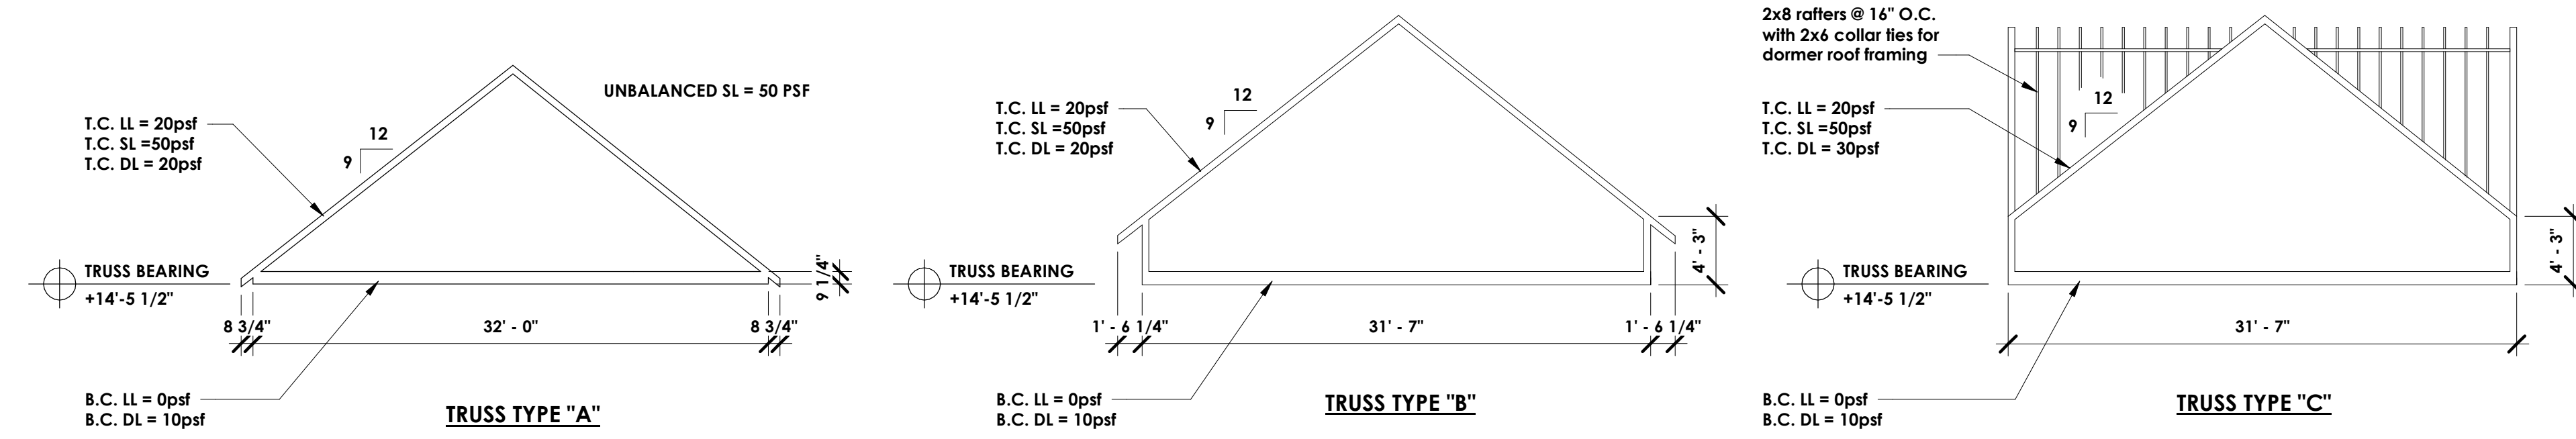 UNBALANCED SL = 50 PSF
T.C. LL = 20psf
T.C. SL =50psf
T.C. DL = 20psf
12
9
TRUSS BEARING
+14'-5 1/2"
9 1/4"
8 3/4"
32' - 0"
8 3/4"
B.C. LL = 0psf
B.C. DL = 10psf
TRUSS TYPE "A"
T.C. LL = 20psf
T.C. SL =50psf
T.C. DL = 20psf
12
9
TRUSS BEARING
+14'-5 1/2"
4' - 3"
1' - 6 1/4"
31' - 7"
1' - 6 1/4"
B.C. LL = 0psf
B.C. DL = 10psf
TRUSS TYPE "B"
2x8 rafters @ 16" O.C.
with 2x6 collar ties for
dormer roof framing
T.C. LL = 20psf
T.C. SL =50psf
T.C. DL = 30psf
12
9
TRUSS BEARING
+14'-5 1/2"
4' - 3"
31' - 7"
B.C. LL = 0psf
B.C. DL = 10psf
TRUSS TYPE "C"